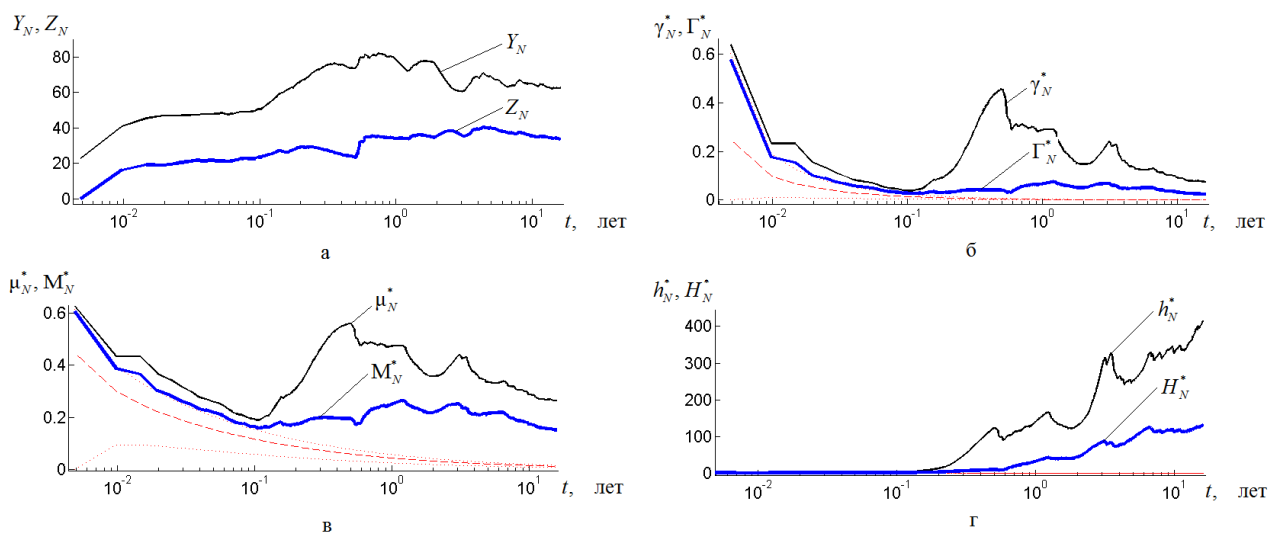 Y_N, Z_N
80
60
40
20
0
Y_N
Z_N
10^-2
10^-1
10^0
10^1
t, лет
а
γ*_N, Γ*_N
0.6
0.4
0.2
0
γ*_N
Γ*_N
10^-2
10^-1
10^0
10^1
t, лет
б
μ*_N, M*_N
0.6
0.4
0.2
0
μ*_N
M*_N
10^-2
10^-1
10^0
10^1
t, лет
в
h*_N, H*_N
400
300
200
100
0
h*_N
H*_N
10^-2
10^-1
10^0
10^1
t, лет
г